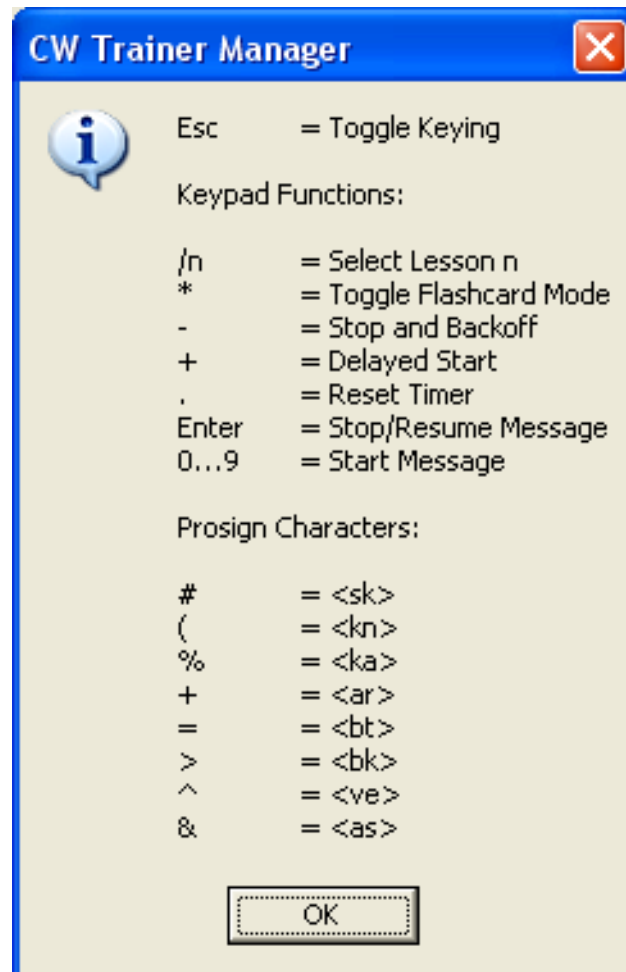 CW Trainer Manager
Esc = Toggle Keying
Keypad Functions:
/n = Select Lesson n
* = Toggle Flashcard Mode
- = Stop and Backoff
+ = Delayed Start
. = Reset Timer
Enter = Stop/Resume Message
0...9 = Start Message
Prosign Characters:
# = <sk>
( = <kn>
% = <ka>
+ = <ar>
= = <bt>
> = <bk>
^ = <ve>
& = <as>
OK